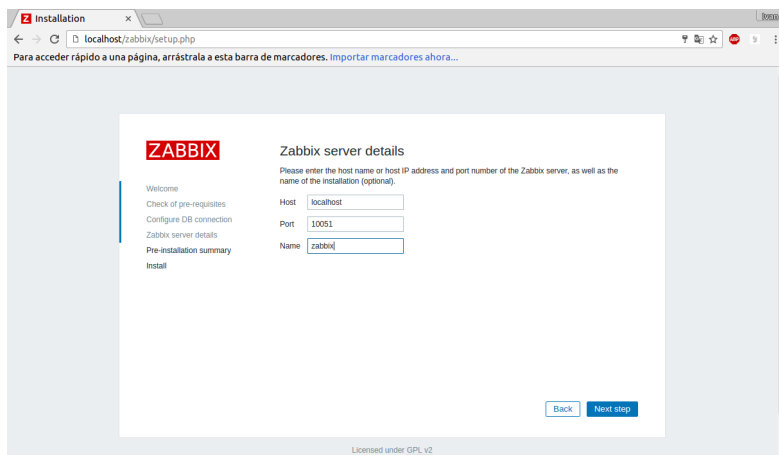 Z Installation
Ivan
localhost/zabbix/setup.php
ABP
9
Para acceder rápido a una página, arrástrala a esta barra de marcadores. Importar marcadores ahora...
ZABBIX
Welcome
Check of pre-requisites
Configure DB connection
Zabbix server details
Pre-installation summary
Install
Zabbix server details
Please enter the host name or host IP address and port number of the Zabbix server, as well as the
name of the installation (optional).
Host localhost
Port 10051
Name zabbix
Back Next step
Licensed under GPL v2